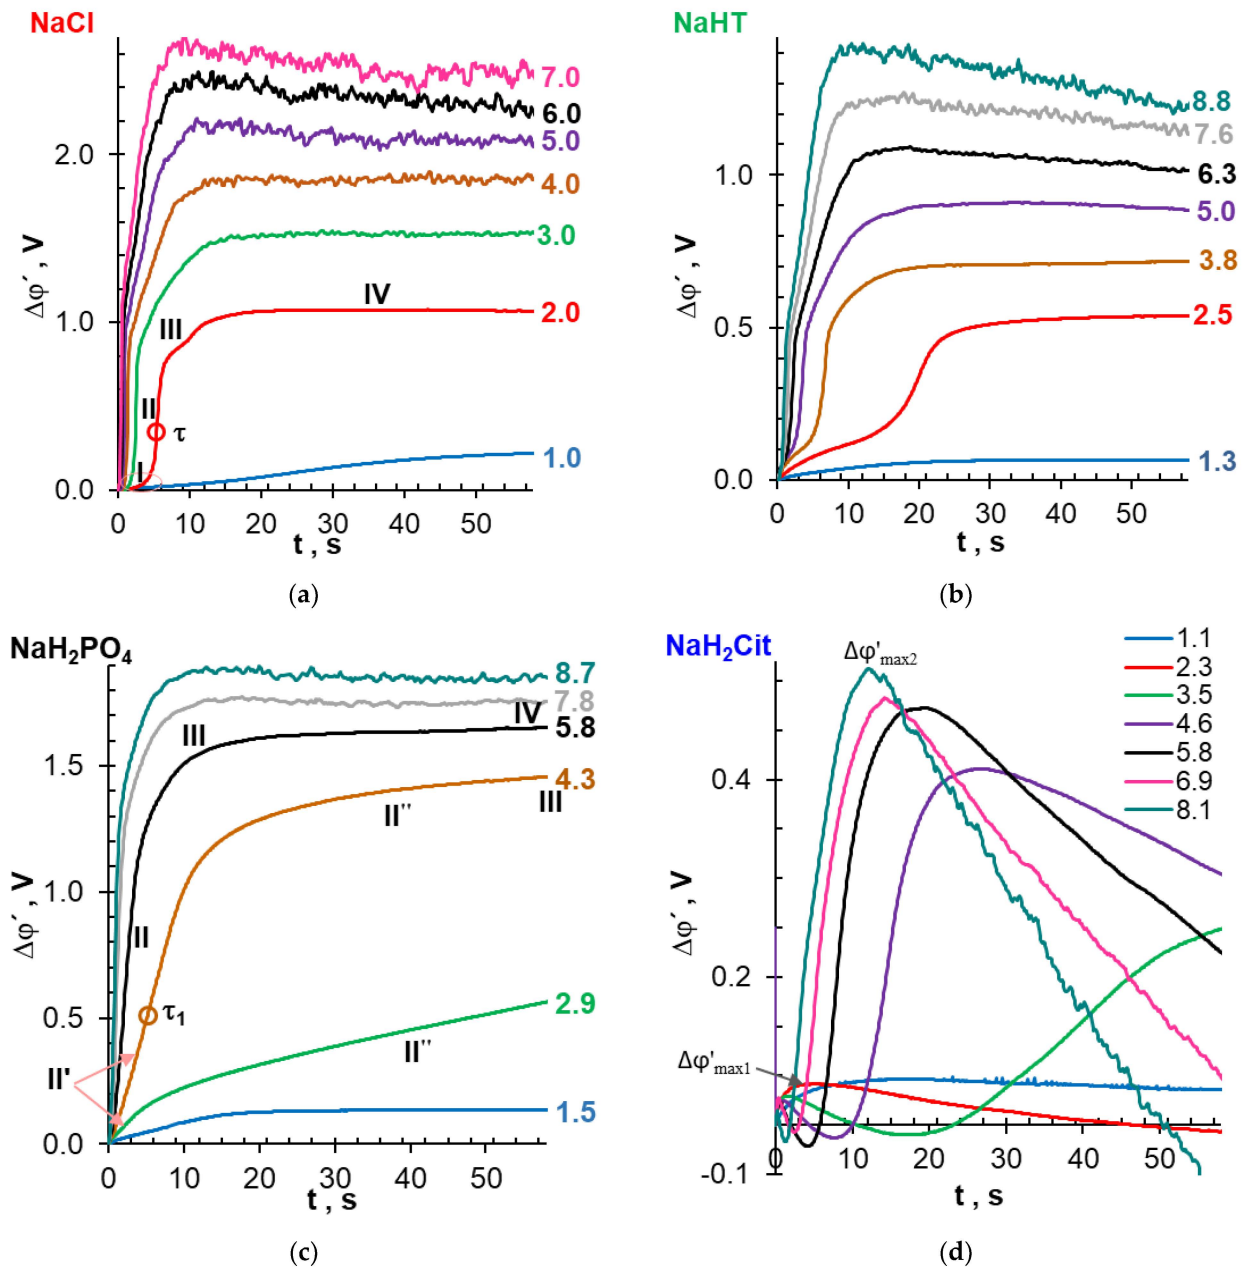 NaCl
7.0
6.0
5.0
4.0
3.0
2.0
1.0
IV
III
II
τ
I
2.0
1.0
0.0
Δφ´ , V
0 10 20 30 40 50
t , s
(a)
NaHT
8.8
7.6
6.3
5.0
3.8
2.5
1.3
1.0
0.5
0.0
Δφ´ , V
0 10 20 30 40 50
t , s
(b)
NaH₂PO₄
8.7
7.8
5.8
4.3
2.9
1.5
IV
III
III
II''
II
τ₁
II''
II'
1.5
1.0
0.5
0.0
Δφ´ , V
0 10 20 30 40 50
t , s
(c)
NaH₂Cit
Δφ'max2
1.1
2.3
3.5
4.6
5.8
6.9
8.1
Δφ'max1
0.4
0.2
-0.1
Δφ´ , V
0 10 20 30 40 50
t , s
(d)